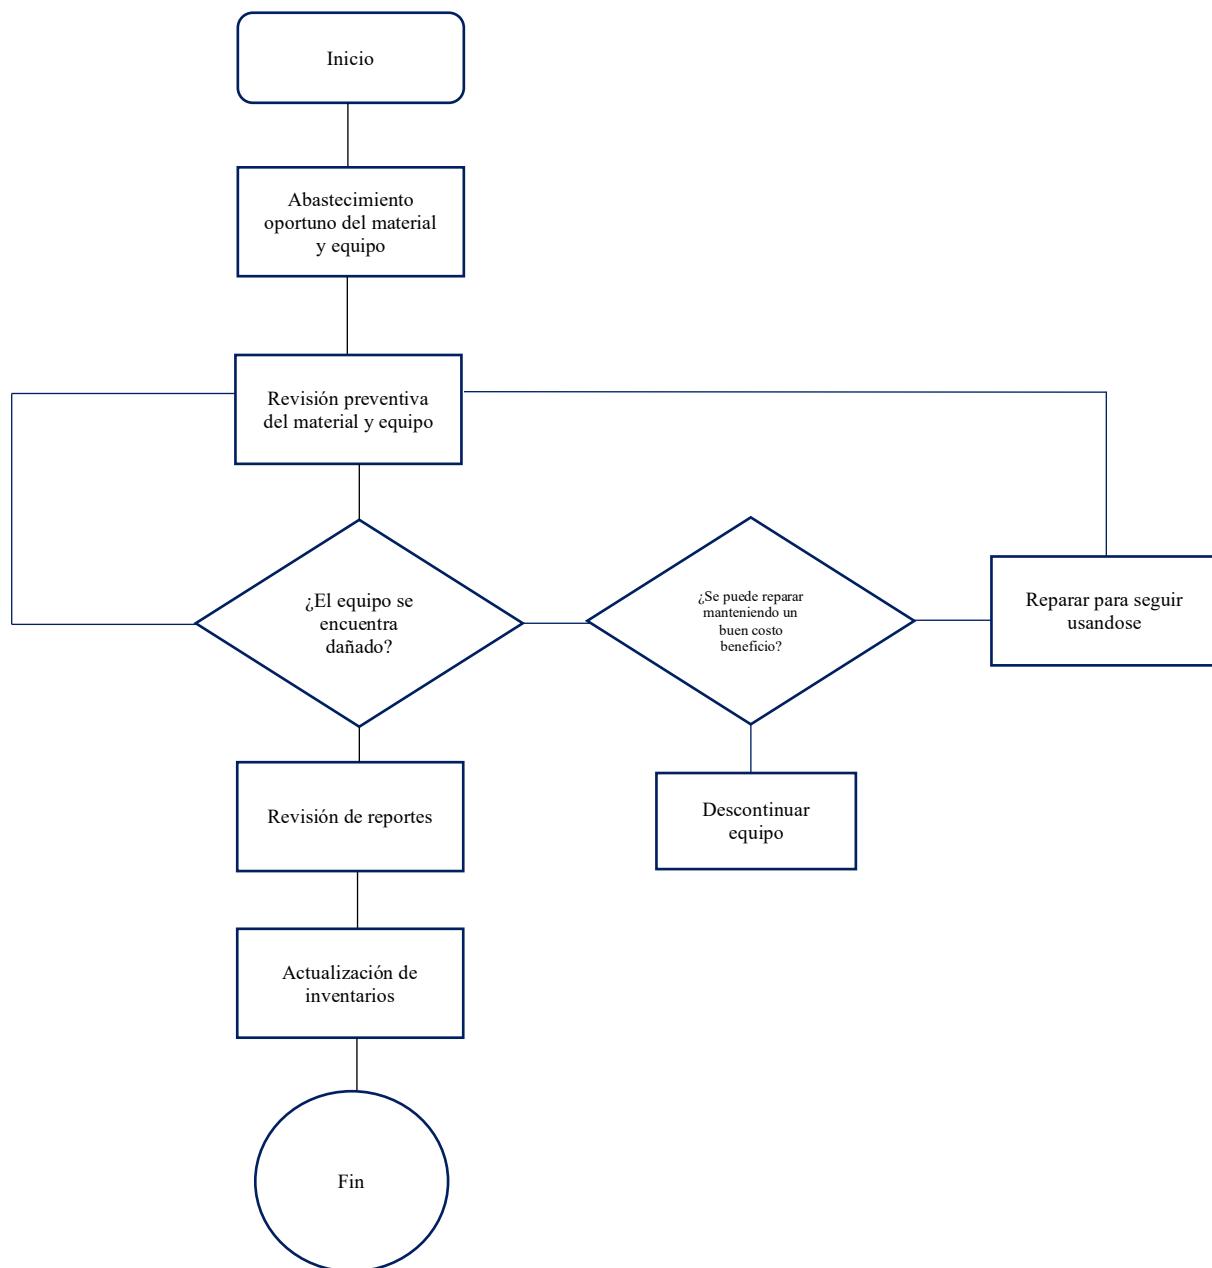 Inicio
Abastecimiento
oportuno del material
y equipo
Revisión preventiva
del material y equipo
¿El equipo se
encuentra
dañado?
¿Se puede reparar
manteniendo un
buen costo
beneficio?
Reparar para seguir
usandose
Revisión de reportes
Descontinuar
equipo
Actualización de
inventarios
Fin